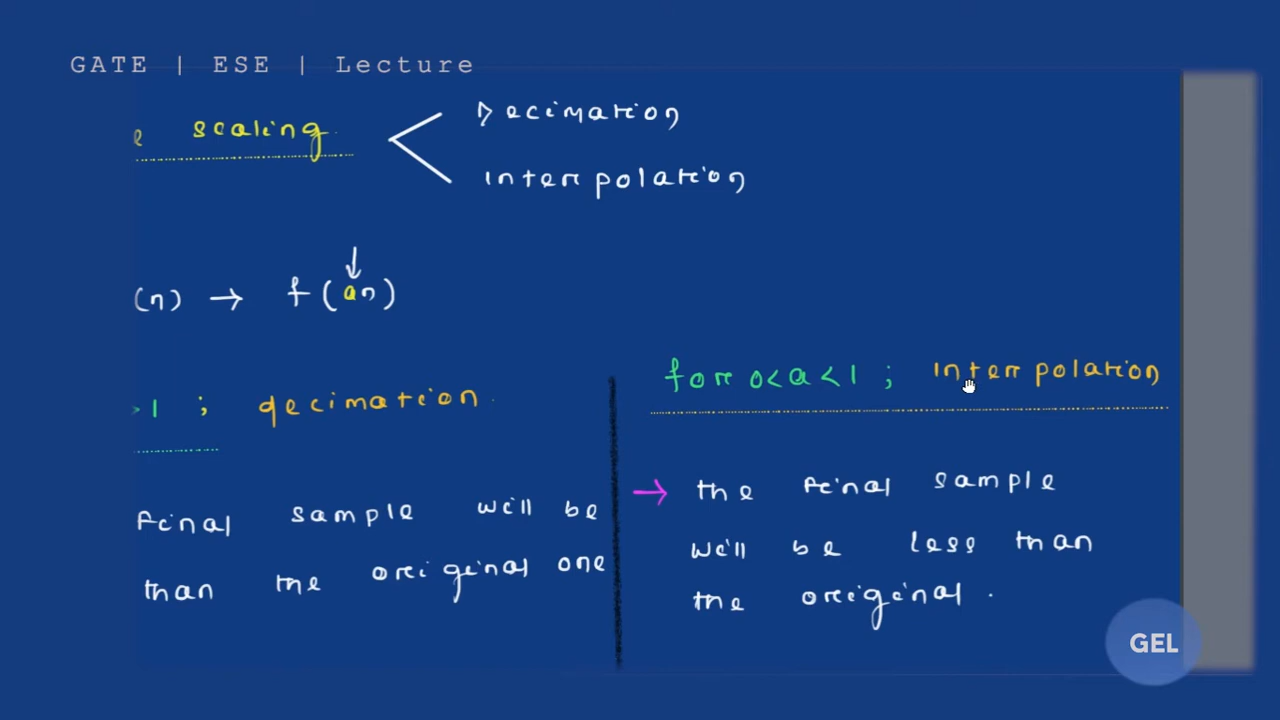 GATE | ESE | Lecture
e scaling
Decimation
Interpolation
(n) → f(an)
>1 ; decimation.
for 0<a<1 ; Interpolation
final sample will be
than the original one
→ the final sample
will be less than
the original.
GEL